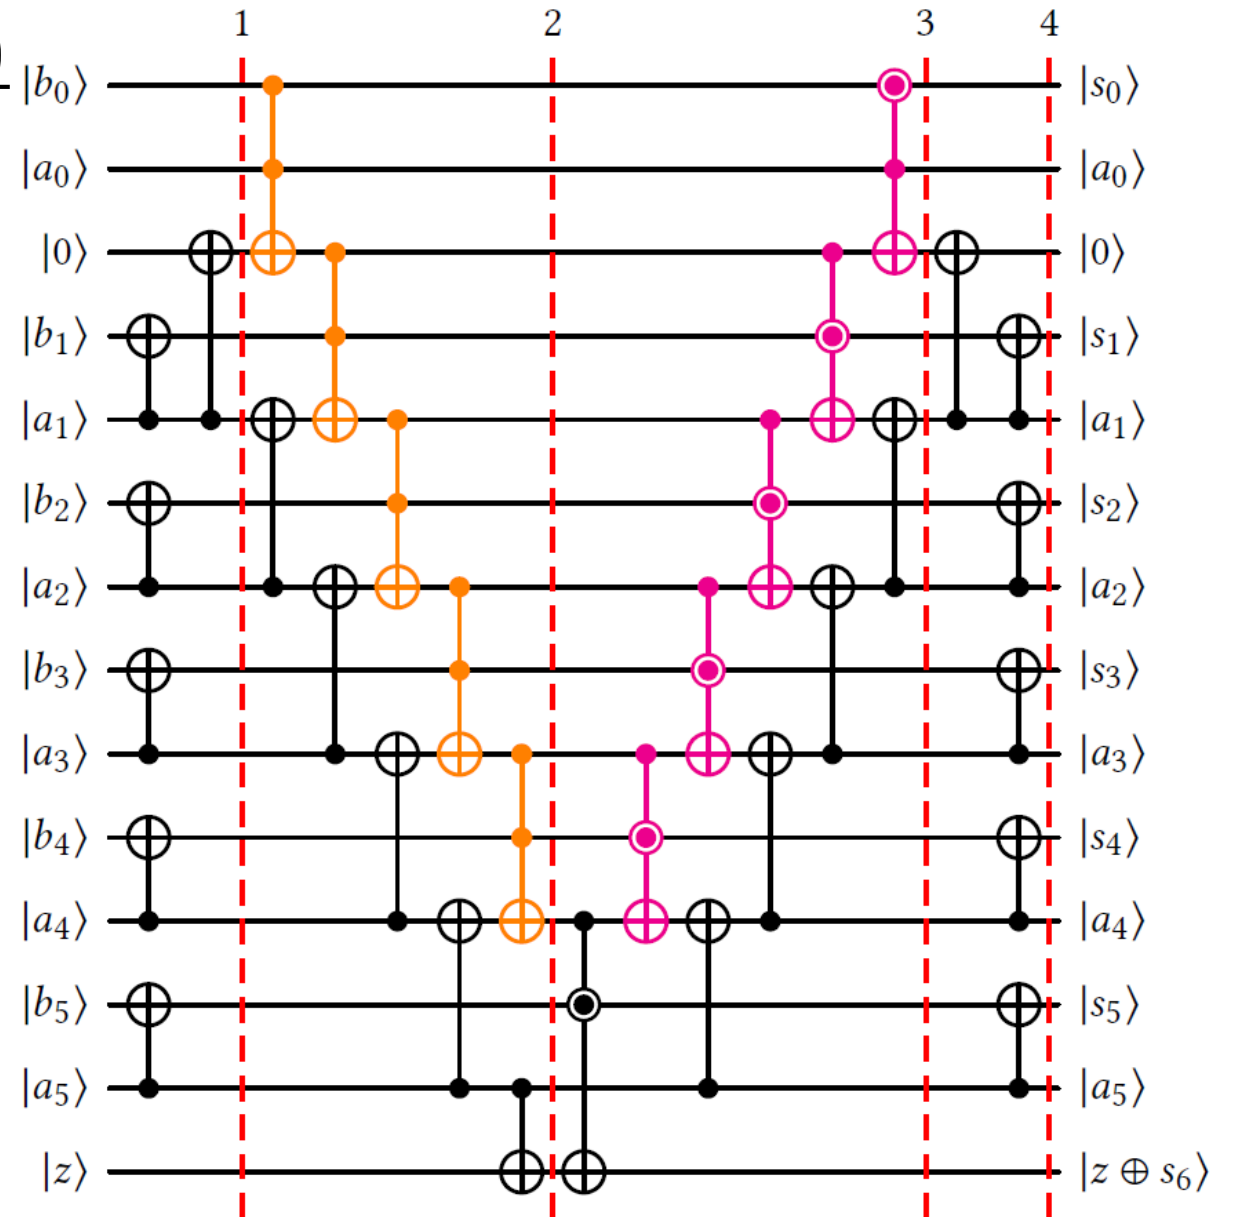 1 2 3 4
|b₀⟩ |s₀⟩
|a₀⟩ |a₀⟩
|0⟩ |0⟩
|b₁⟩ |s₁⟩
|a₁⟩ |a₁⟩
|b₂⟩ |s₂⟩
|a₂⟩ |a₂⟩
|b₃⟩ |s₃⟩
|a₃⟩ |a₃⟩
|b₄⟩ |s₄⟩
|a₄⟩ |a₄⟩
|b₅⟩ |s₅⟩
|a₅⟩ |a₅⟩
|z⟩ |z ⊕ s₆⟩